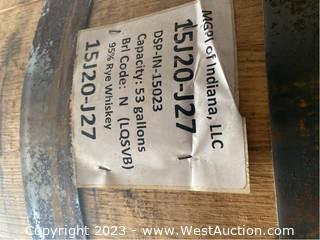 MGPI of Indiana, LLC
15J20-J27
DSP-IN-15023
Capacity: 53 gallons
Brl Code: N (LQSVB)
95% Rye Whiskey
15J20-J27
Copyright 2023 - www.WestAuction.com